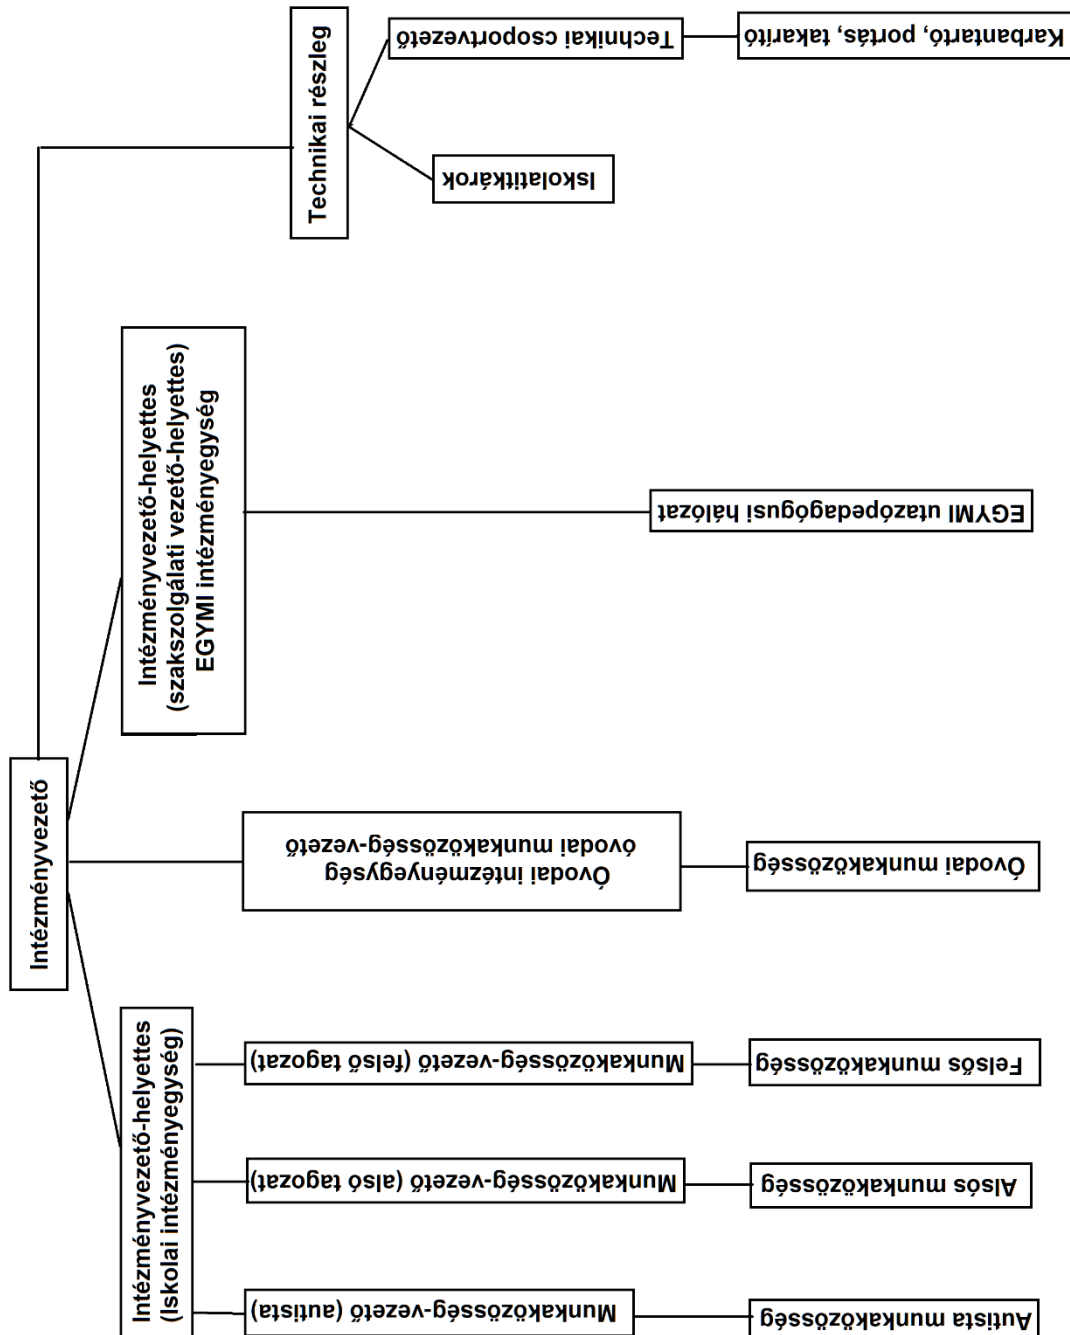 Intézményvezető
Intézményvezető-helyettes
(Iskolai intézményegység)
Munkaközösség-vezető (autista)
Autista munkaközösség
Munkaközösség-vezető (alsó tagozat)
Alsós munkaközösség
Munkaközösség-vezető (felső tagozat)
Felsős munkaközösség
Óvodai intézményegység
óvodai munkaközösség-vezető
Óvodai munkaközösség
Intézményvezető-helyettes
(szakszolgálati vezető-helyettes)
EGYMI intézményegység
EGYMI utazópedagógusi hálózat
Technikai részleg
Iskolatitkárok
Technikai csoportvezető
Karbantartó, portás, takarító